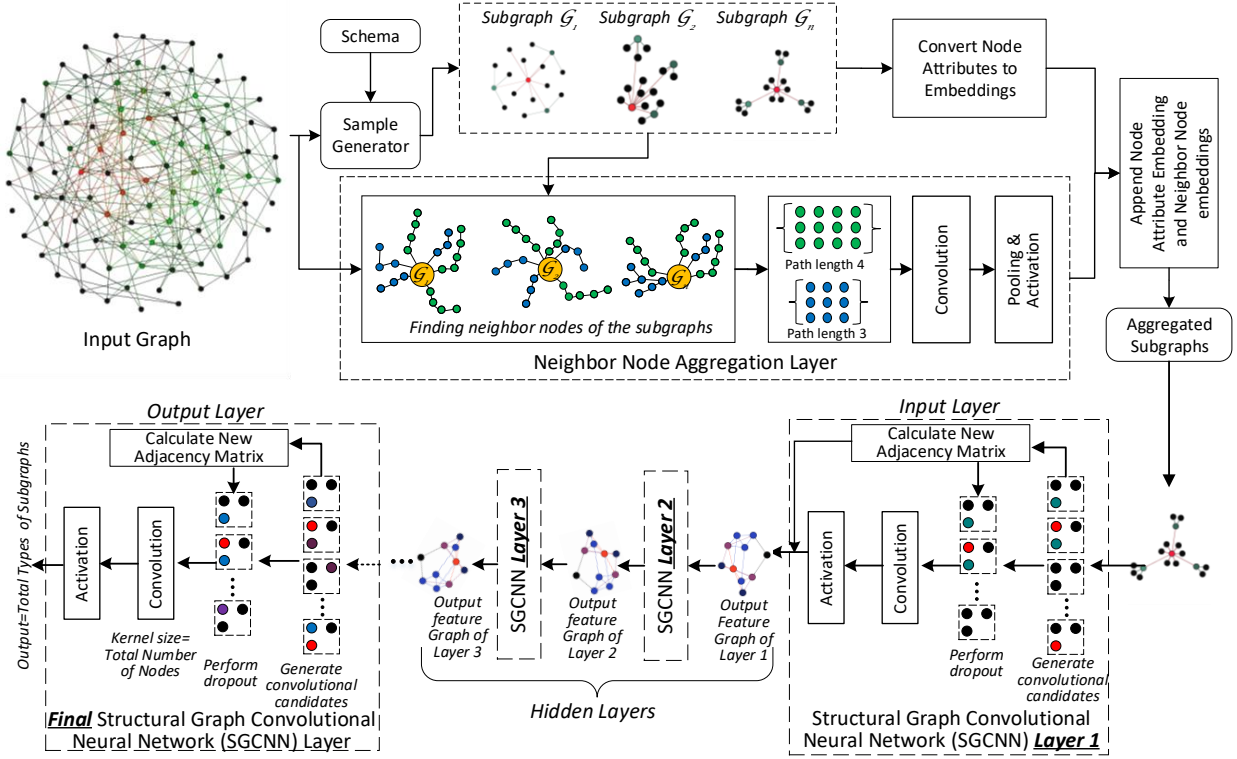 Schema
Sample
Generator
Subgraph 𝒢1
Subgraph 𝒢2
Subgraph 𝒢n
Convert Node
Attributes to
Embeddings
Append Node
Attribute Embedding
and Neighbor Node
embeddings
Input Graph
𝒢1
𝒢2
Finding neighbor nodes of the subgraphs
Path length 4
Path length 3
Convolution
Pooling &
Activation
Neighbor Node Aggregation Layer
Aggregated
Subgraphs
Output Layer
Calculate New
Adjacency Matrix
Output=Total Types of Subgraphs
Activation
Convolution
Kernel size=
Total Number
of Nodes
Perform
dropout
Generate
convolutional
candidates
Final Structural Graph Convolutional
Neural Network (SGCNN) Layer
Output
feature
Graph of
Layer 3
SGCNN Layer 3
Output
feature
Graph of
Layer 2
SGCNN Layer 2
Output
Feature
Graph of
Layer 1
Hidden Layers
Input Layer
Calculate New
Adjacency Matrix
Activation
Convolution
Perform
dropout
Generate
convolutional
candidates
Structural Graph Convolutional
Neural Network (SGCNN) Layer 1